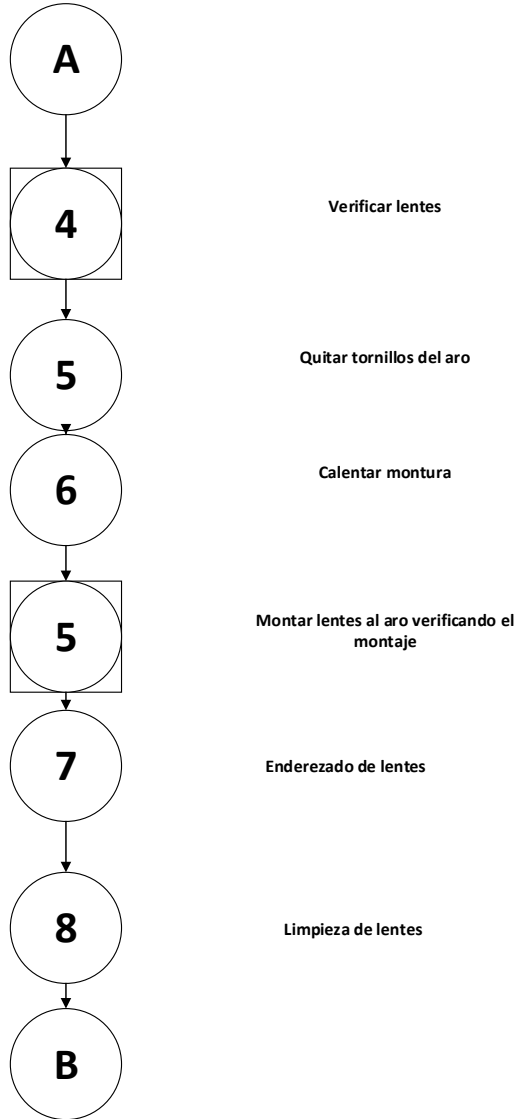 A
4
Verificar lentes
5
Quitar tornillos del aro
6
Calentar montura
5
Montar lentes al aro verificando el
montaje
7
Enderezado de lentes
8
Limpieza de lentes
B